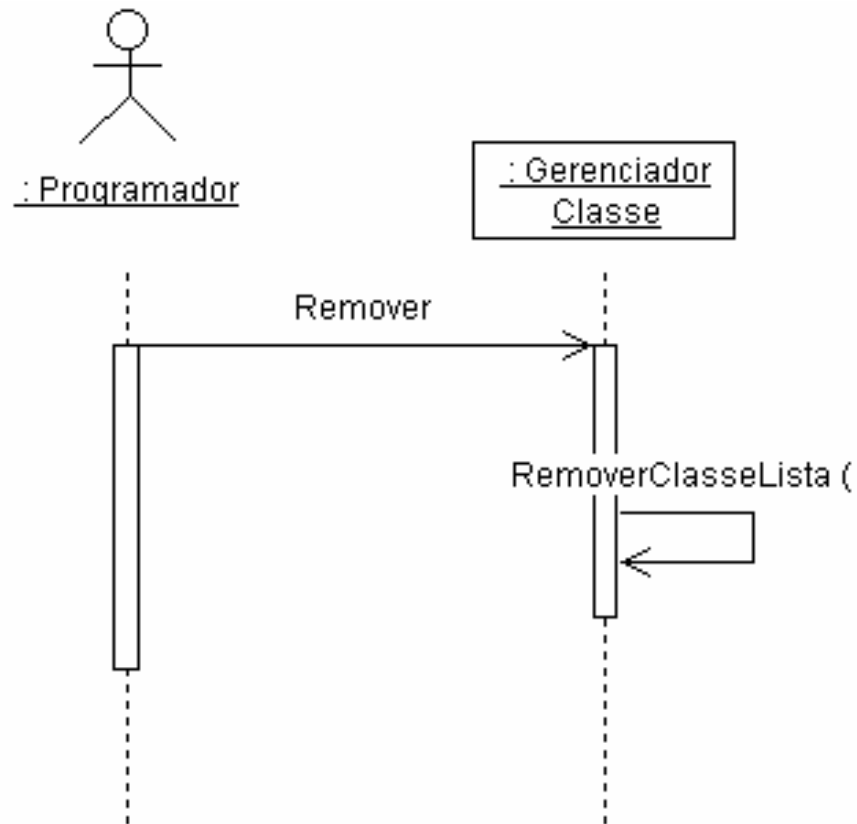 : Programador
: Gerenciador
Classe
Remover
RemoverClasseLista (